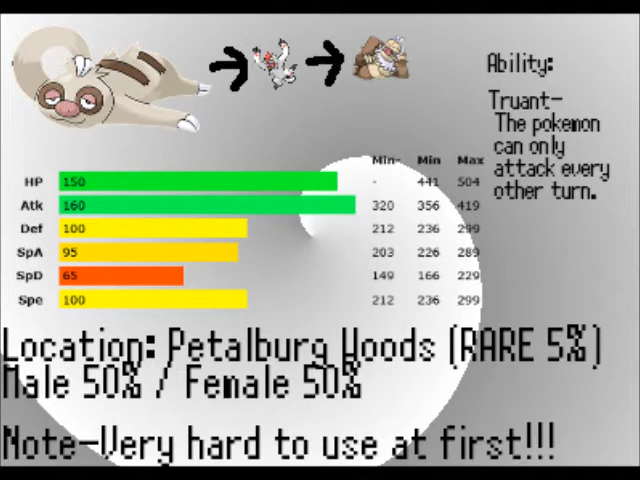 Ability:
Truant-
The pokemon
can only
attack every
other turn.
Min- Min Max
HP 150 - 441 504
Atk 160 320 356 419
Def 100 212 236 299
SpA 95 203 226 289
SpD 65 149 166 229
Spe 100 212 236 299
Location: Petalburg Woods (RARE 5%)
Male 50% / Female 50%
Note-Very hard to use at first!!!